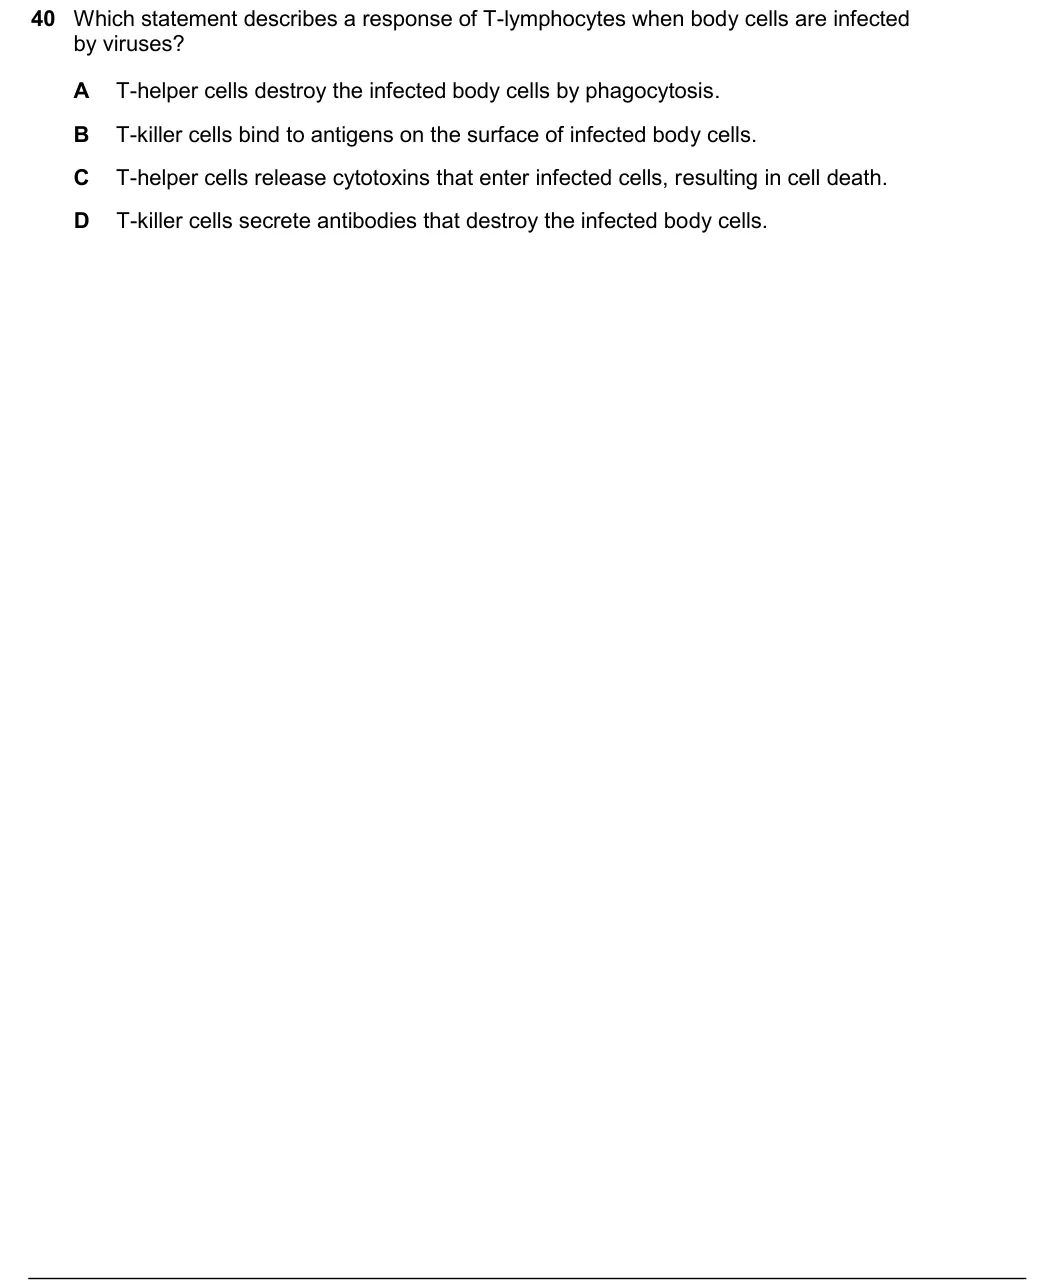 40 Which statement describes a response of T-lymphocytes when body cells are infected
by viruses?
A T-helper cells destroy the infected body cells by phagocytosis.
B T-killer cells bind to antigens on the surface of infected body cells.
C T-helper cells release cytotoxins that enter infected cells, resulting in cell death.
D T-killer cells secrete antibodies that destroy the infected body cells.